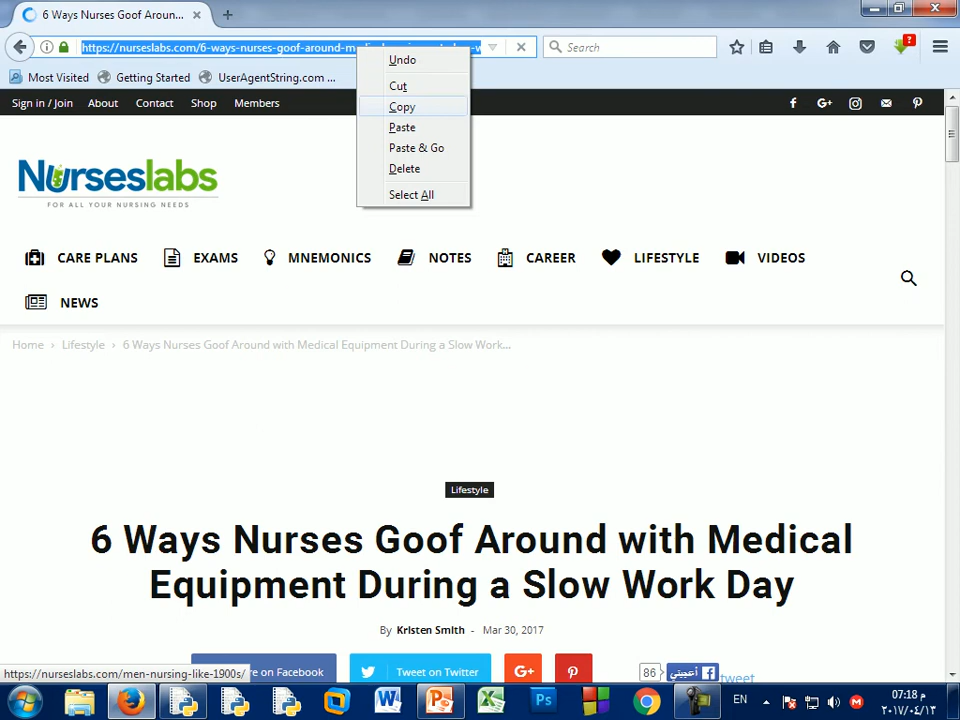 6 Ways Nurses Goof Aroun...
https://nurseslabs.com/6-ways-nurses-goof-around-m
Search
Undo
Cut
Copy
Paste
Paste & Go
Delete
Select All
Most Visited
Getting Started
UserAgentString.com ...
Sign in / Join
About
Contact
Shop
Members
Nurseslabs
FOR ALL YOUR NURSING NEEDS
CARE PLANS
EXAMS
MNEMONICS
NOTES
CAREER
LIFESTYLE
VIDEOS
NEWS
Home › Lifestyle › 6 Ways Nurses Goof Around with Medical Equipment During a Slow Work...
Lifestyle
6 Ways Nurses Goof Around with Medical
Equipment During a Slow Work Day
By Kristen Smith - Mar 30, 2017
re on Facebook
Tweet on Twitter
G+
86
أعجبني
tweet
https://nurseslabs.com/men-nursing-like-1900s/
EN
07:18 م
٢٠١٧/٠٤/١٣